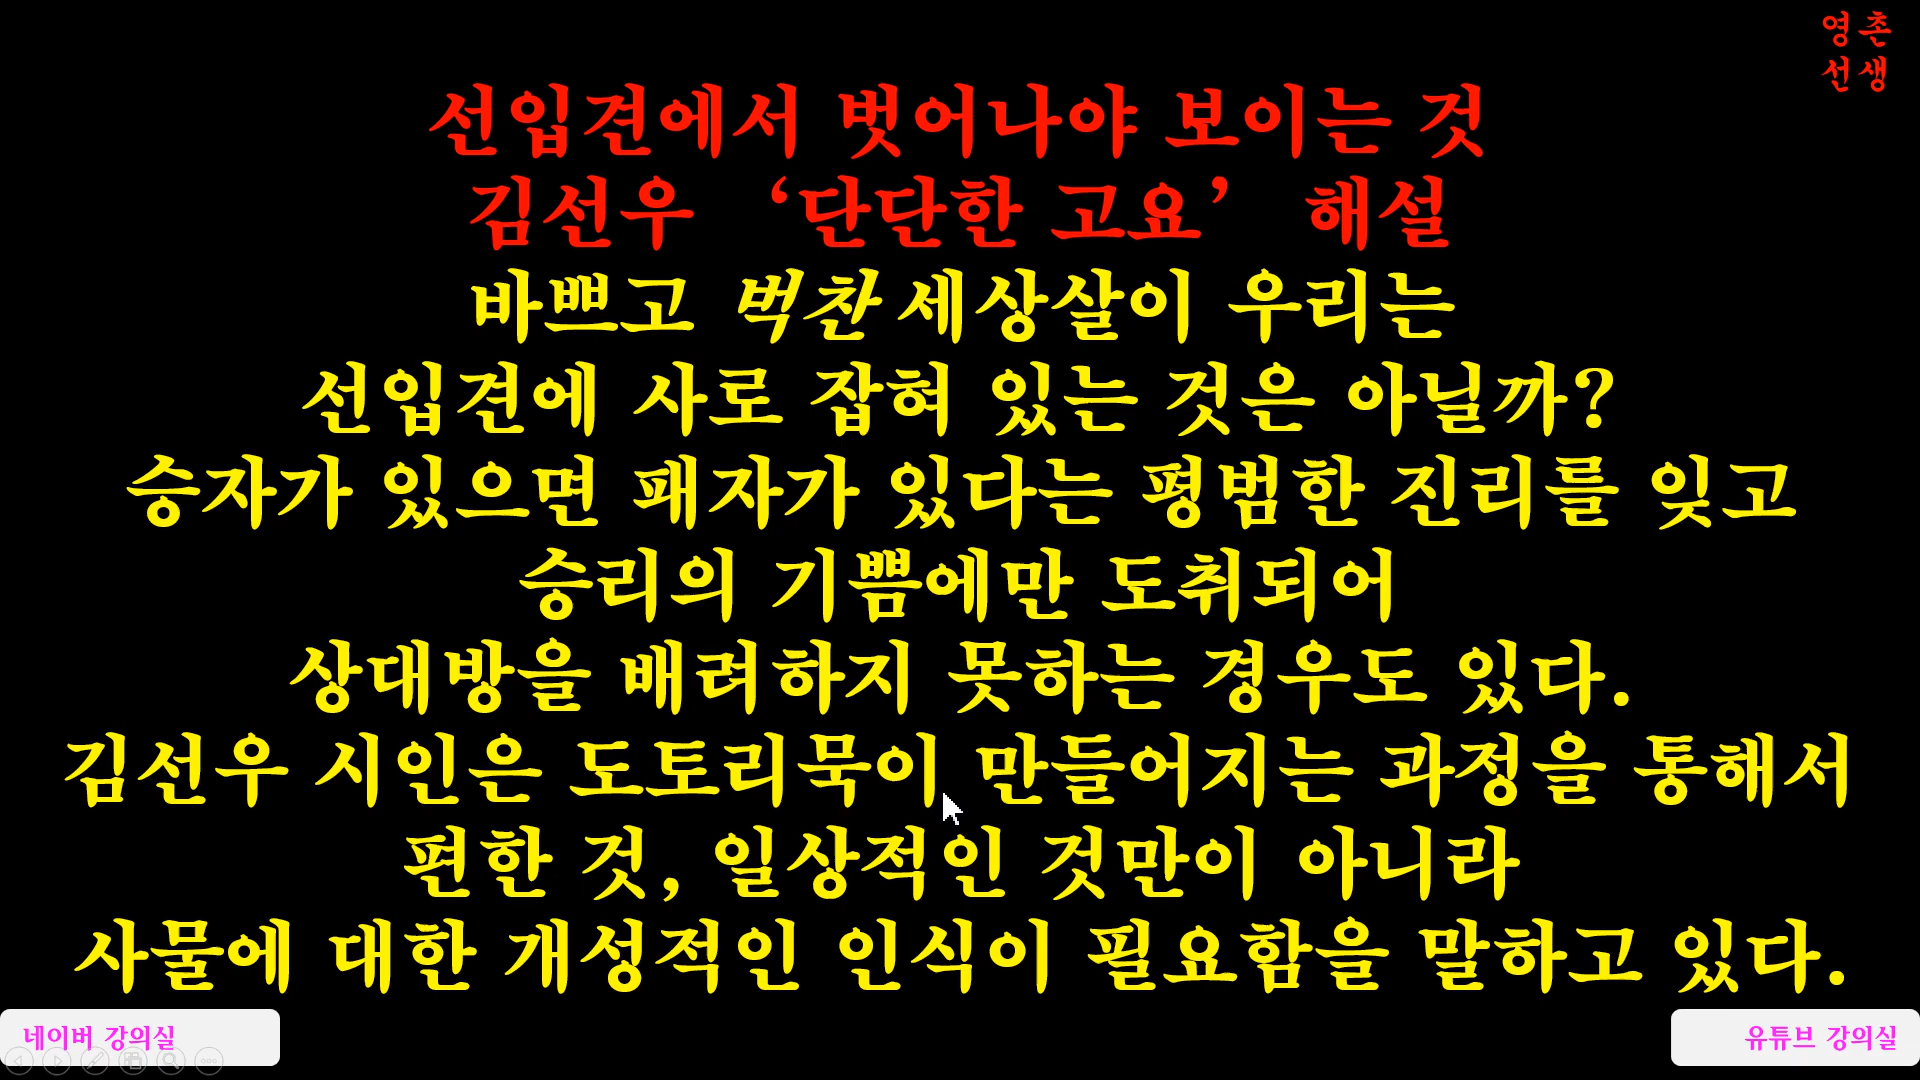 영촌
선생
선입견에서 벗어나야 보이는 것
김선우 ‘단단한 고요’ 해설
바쁘고 벅찬 세상살이 우리는
선입견에 사로 잡혀 있는 것은 아닐까?
승자가 있으면 패자가 있다는 평범한 진리를 잊고
승리의 기쁨에만 도취되어
상대방을 배려하지 못하는 경우도 있다.
김선우 시인은 도토리묵이 만들어지는 과정을 통해서
편한 것, 일상적인 것만이 아니라
사물에 대한 개성적인 인식이 필요함을 말하고 있다.
네이버 강의실
유튜브 강의실